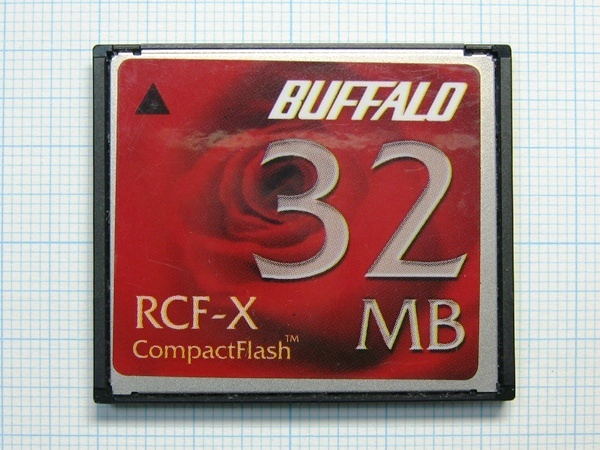 BUFFALO
32
MB
RCF-X
CompactFlash™